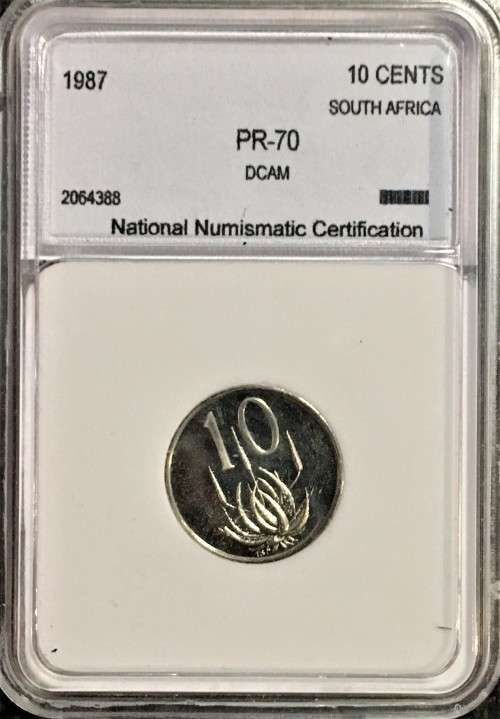 1987 10 CENTS
SOUTH AFRICA
PR-70
DCAM
2064388
National Numismatic Certification
10